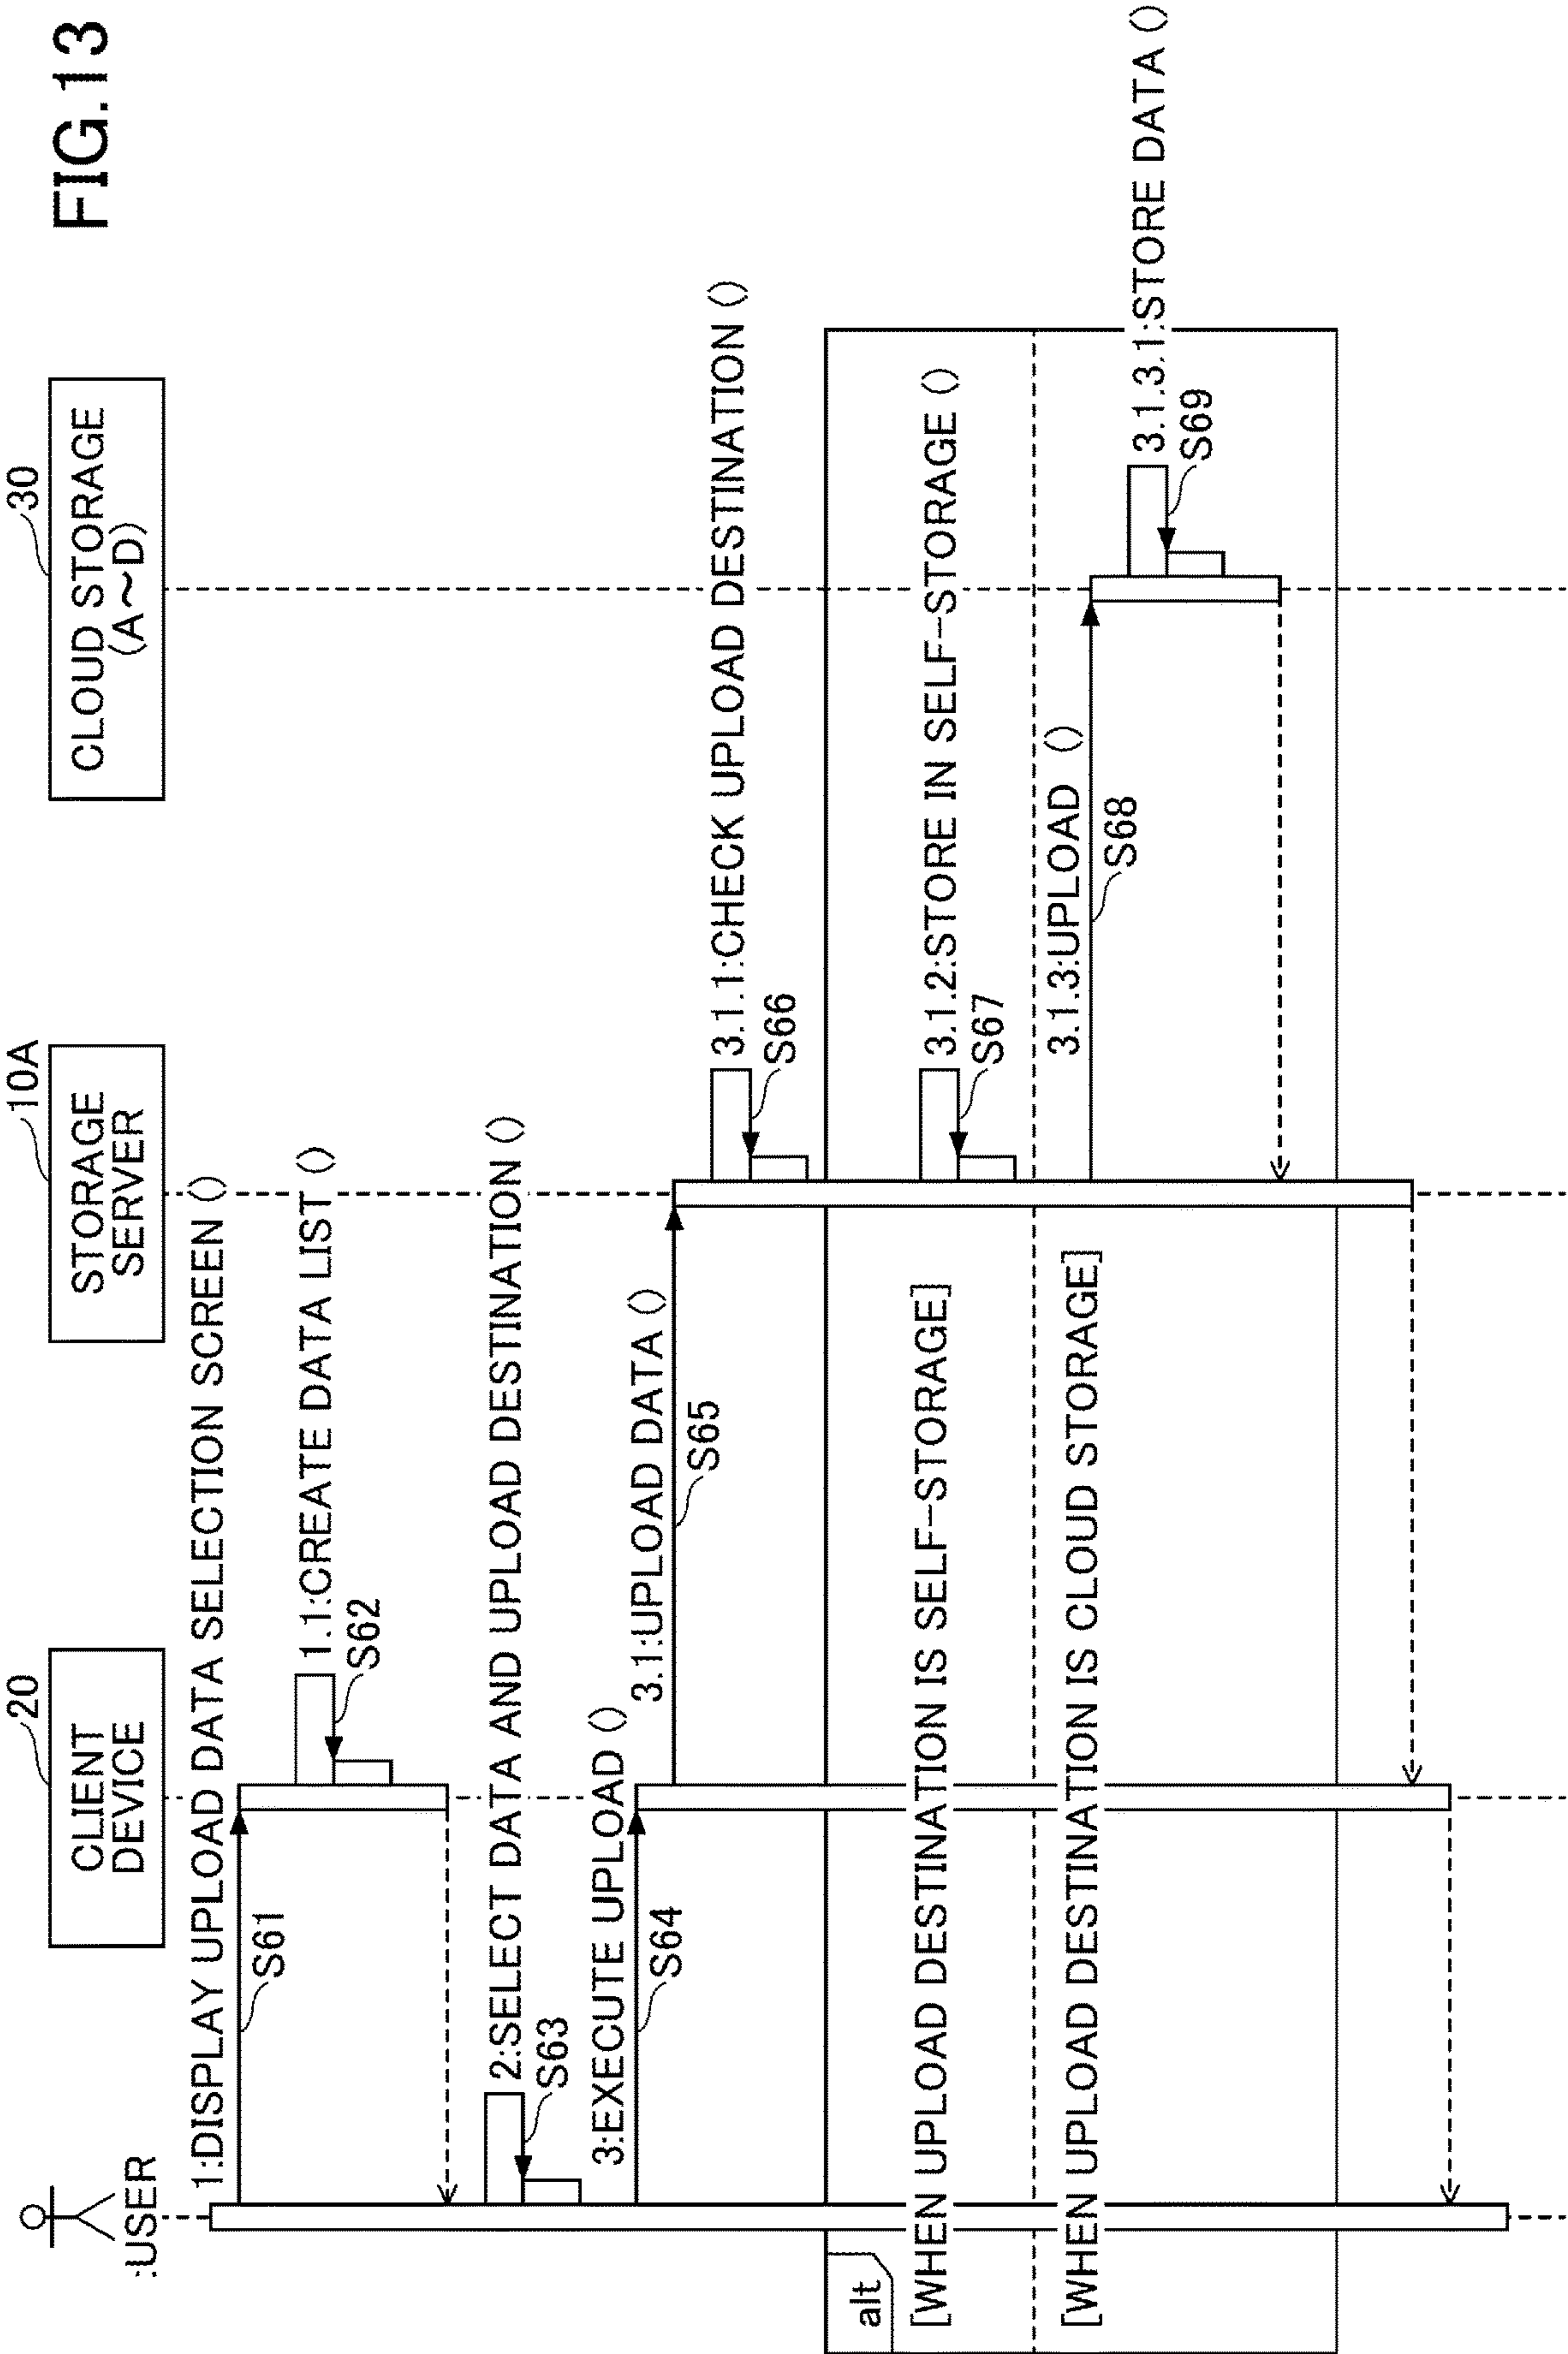 FIG.13
:USER
20
CLIENT
DEVICE
10A
STORAGE
SERVER
30
CLOUD STORAGE
(A~D)
1:DISPLAY UPLOAD DATA SELECTION SCREEN ()
S61
1.1:CREATE DATA LIST ()
S62
2:SELECT DATA AND UPLOAD DESTINATION ()
S63
3:EXECUTE UPLOAD ()
S64
3.1:UPLOAD DATA ()
S65
3.1.1:CHECK UPLOAD DESTINATION ()
S66
alt
[WHEN UPLOAD DESTINATION IS SELF-STORAGE]
3.1.2:STORE IN SELF-STORAGE ()
S67
[WHEN UPLOAD DESTINATION IS CLOUD STORAGE]
3.1.3:UPLOAD ()
S68
3.1.3.1:STORE DATA ()
S69